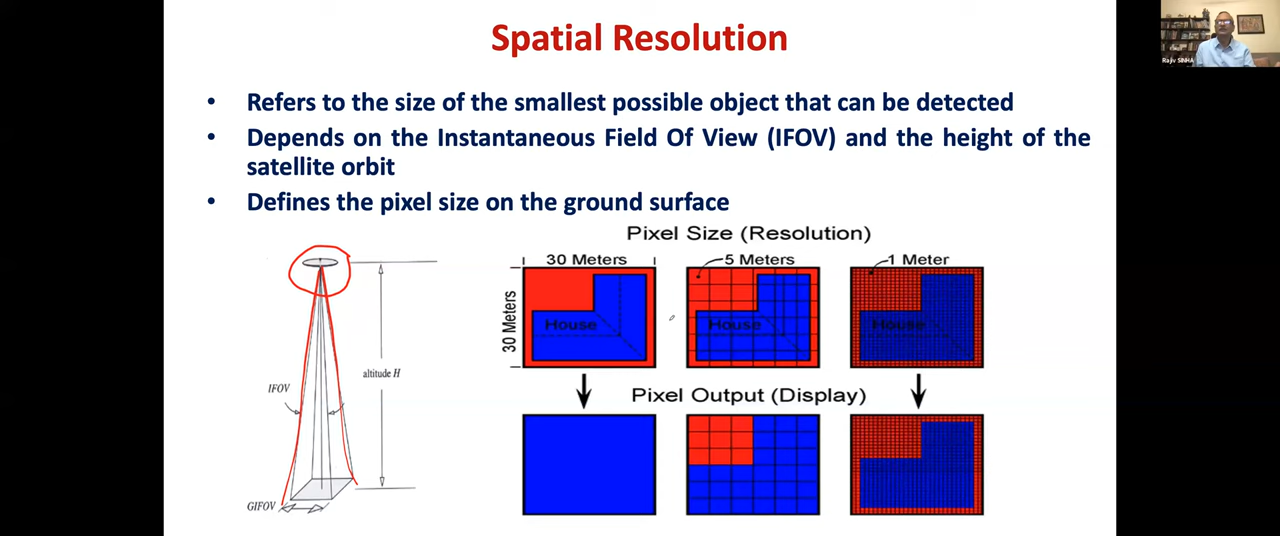 Spatial Resolution
Rajiv SINHA
• Refers to the size of the smallest possible object that can be detected
• Depends on the Instantaneous Field Of View (IFOV) and the height of the
satellite orbit
• Defines the pixel size on the ground surface
Pixel Size (Resolution)
30 Meters
5 Meters
1 Meter
30 Meters
House
House
House
altitude H
IFOV
GIFOV
Pixel Output (Display)